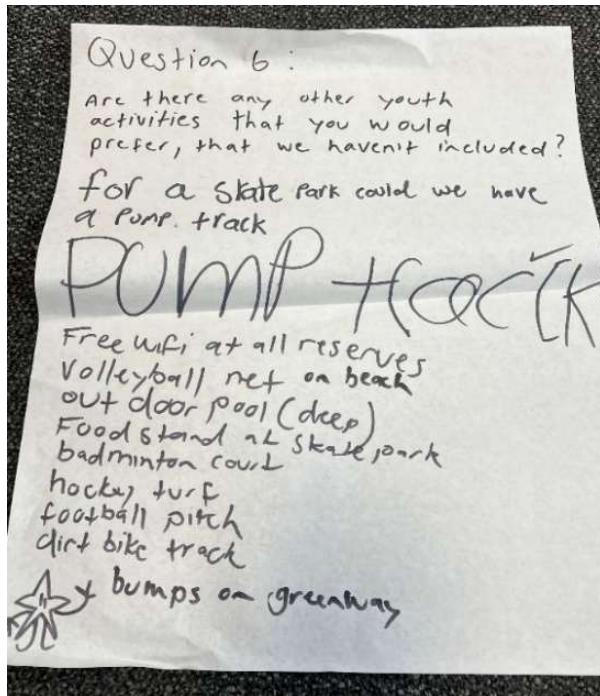 Question 6:
Are there any other youth
activities that you would
prefer, that we haven't included?
for a skate Park could we have
a Pump. track
PUMP track
Free wifi at all reserves
Volleyball net on beach
out door pool (deep)
Food stand at skate park
badminton court
hocky turf
football pitch
dirt bike track
bumps on greenway